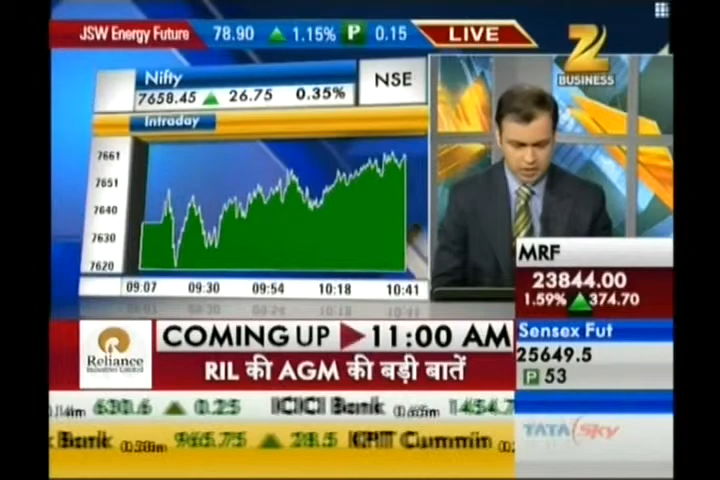 JSW Energy Future 78.90 ▲ 1.15% P 0.15 LIVE
Z
BUSINESS
Nifty
7658.45 ▲ 26.75 0.35%
NSE
Intraday
7661
7651
7640
7630
7620
09:07 09:30 09:54 10:18 10:41
MRF
23844.00
1.59% ▲ 374.70
Reliance
Industries Limited
COMING UP ▶ 11:00 AM
RIL की AGM की बड़ी बातें
Sensex Fut
25649.5
P 53
630.6 ▲ 0.25 ICICI Bank 1454.7
k Bank 965.75 ▲ 28.5 KPIT Cummin
TATA Sky